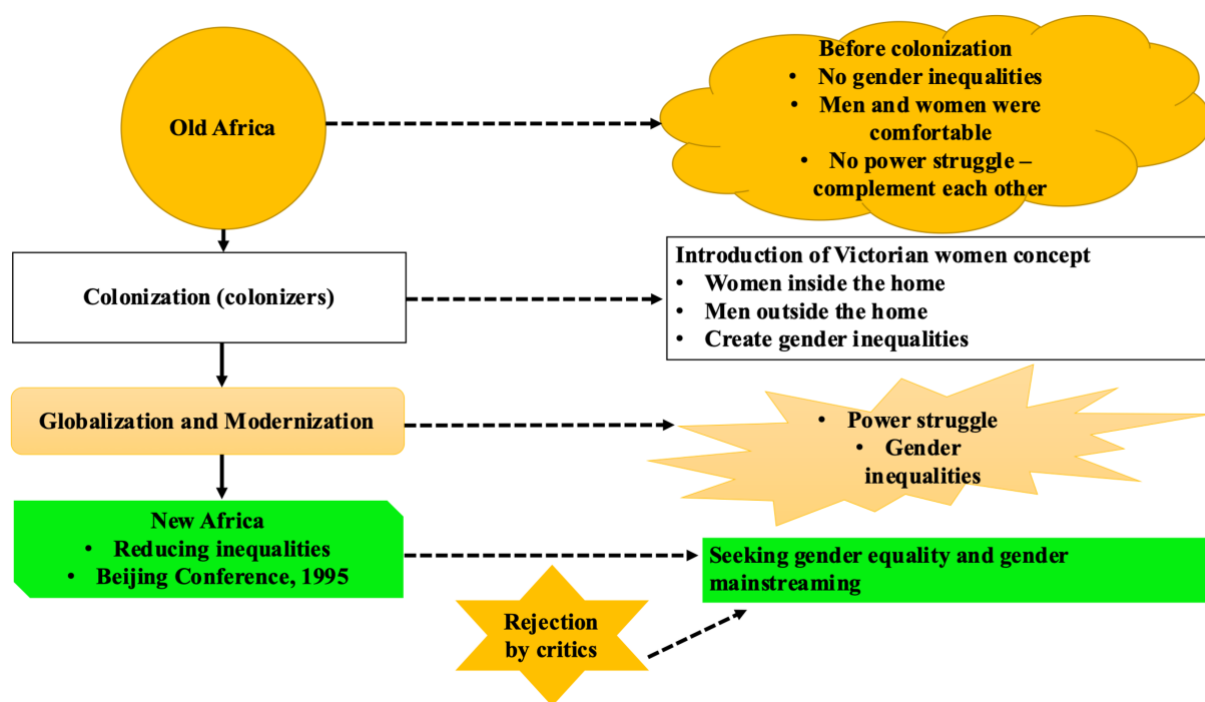 Old Africa
Before colonization
• No gender inequalities
• Men and women were
comfortable
• No power struggle –
complement each other
Colonization (colonizers)
Introduction of Victorian women concept
• Women inside the home
• Men outside the home
• Create gender inequalities
Globalization and Modernization
• Power struggle
• Gender
inequalities
New Africa
• Reducing inequalities
• Beijing Conference, 1995
Seeking gender equality and gender
mainstreaming
Rejection
by critics